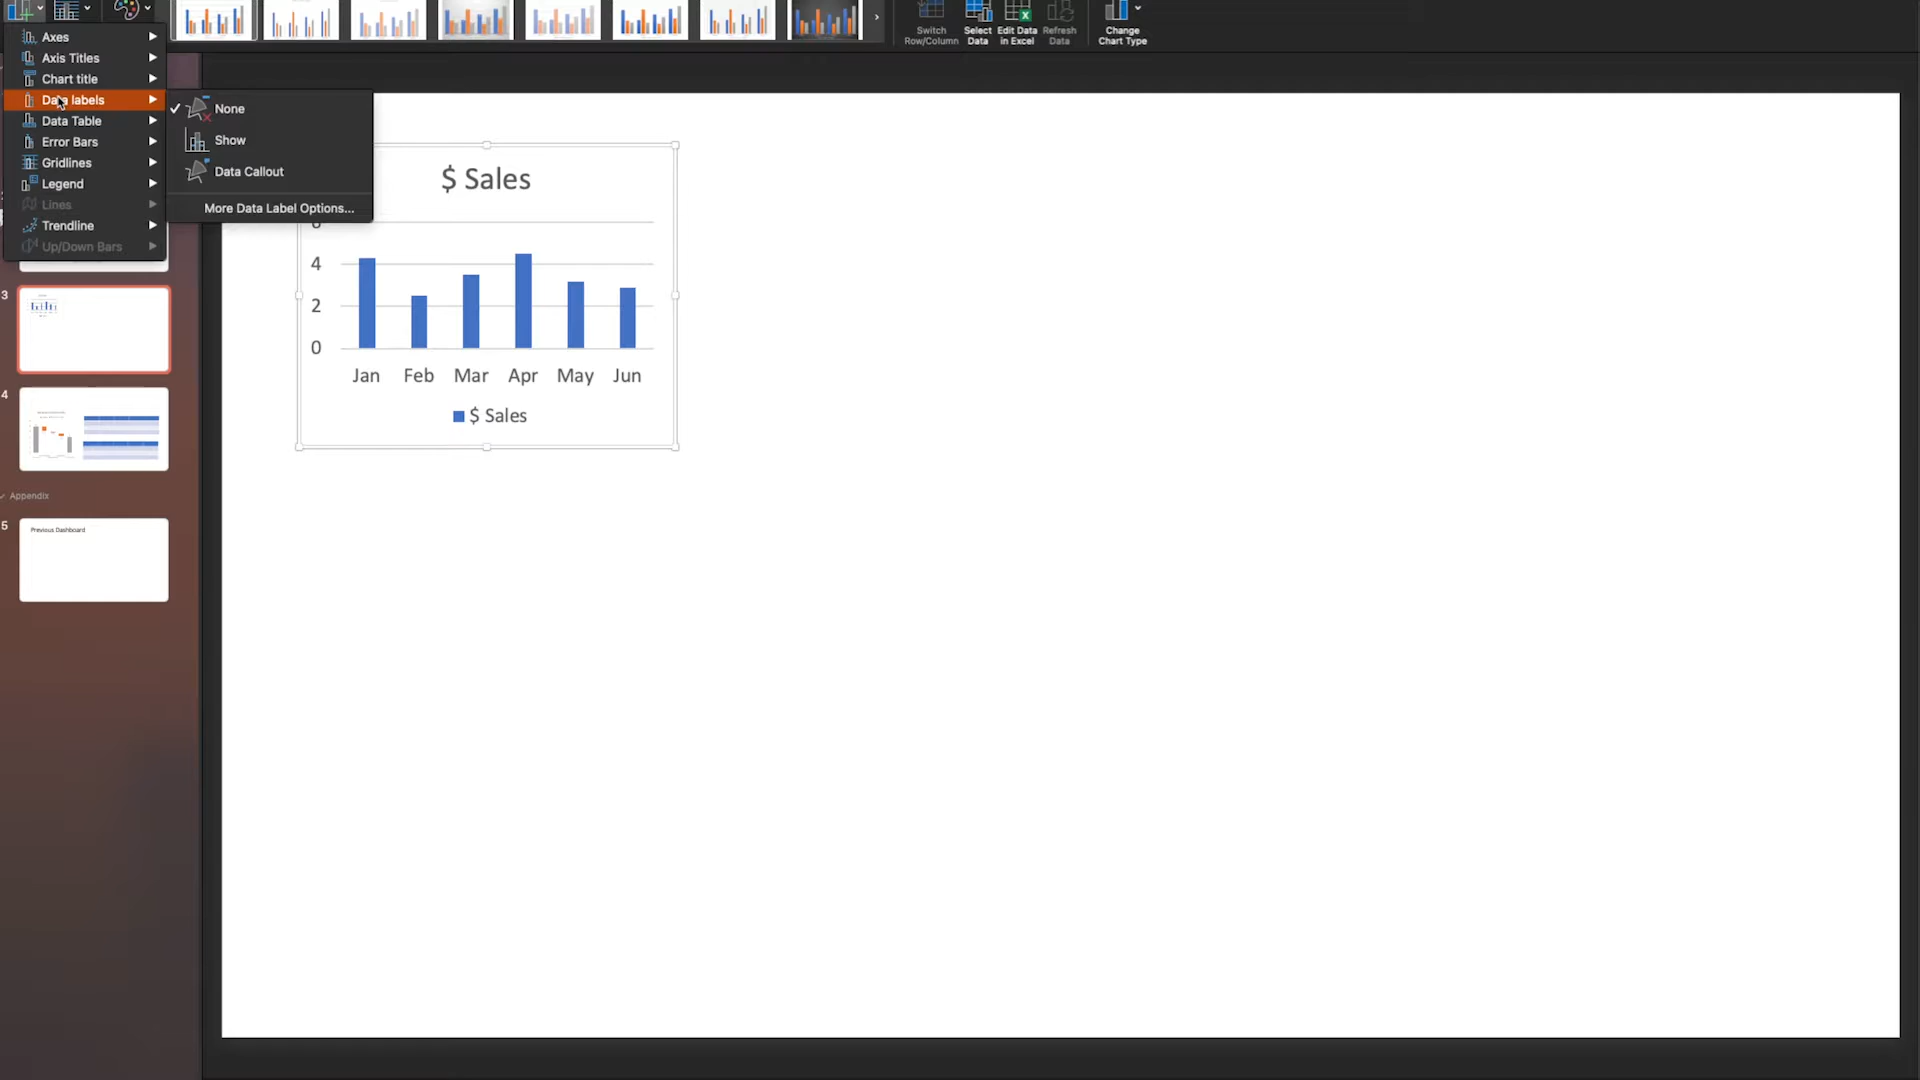 Switch
Row/Column
Select
Data
Edit Data
in Excel
Refresh
Data
Change
Chart Type
Axes
Axis Titles
Chart title
Data labels
Data Table
Error Bars
Gridlines
Legend
Lines
Trendline
Up/Down Bars
None
Show
Data Callout
More Data Label Options...
$ Sales
6
4
2
0
Jan Feb Mar Apr May Jun
$ Sales
3
4
Appendix
5
Previous Dashboard